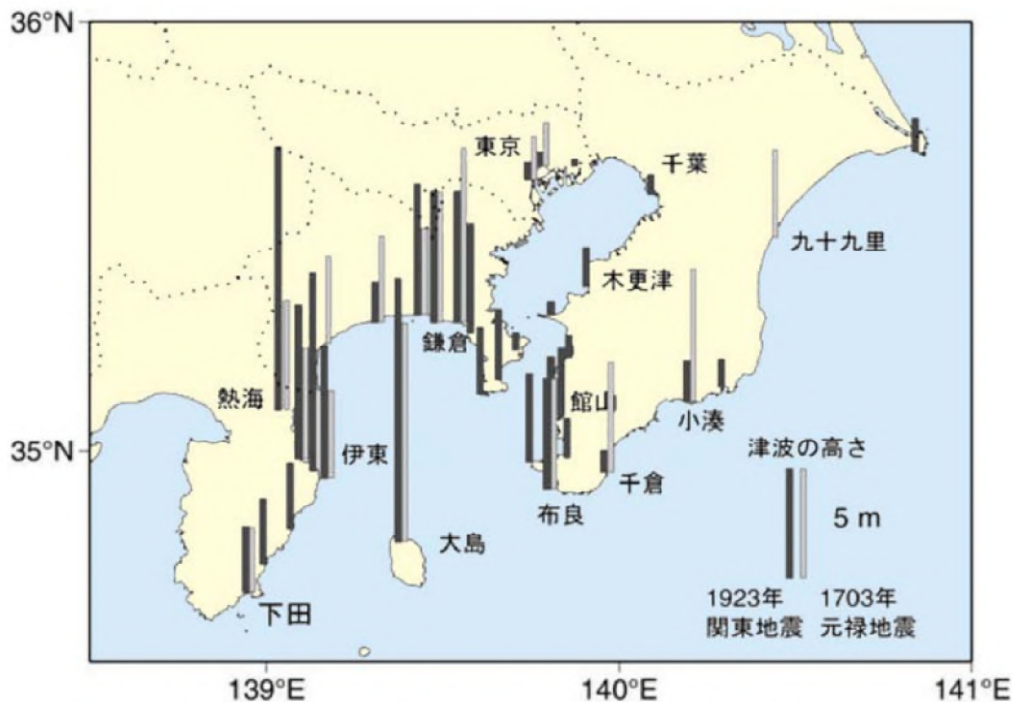 36°N
東京
千葉
九十九里
木更津
鎌倉
熱海
館山
小湊
35°N
伊東
津波の高さ
千倉
布良
5 m
大島
下田
1923年
関東地震
1703年
元禄地震
139°E
140°E
141°E